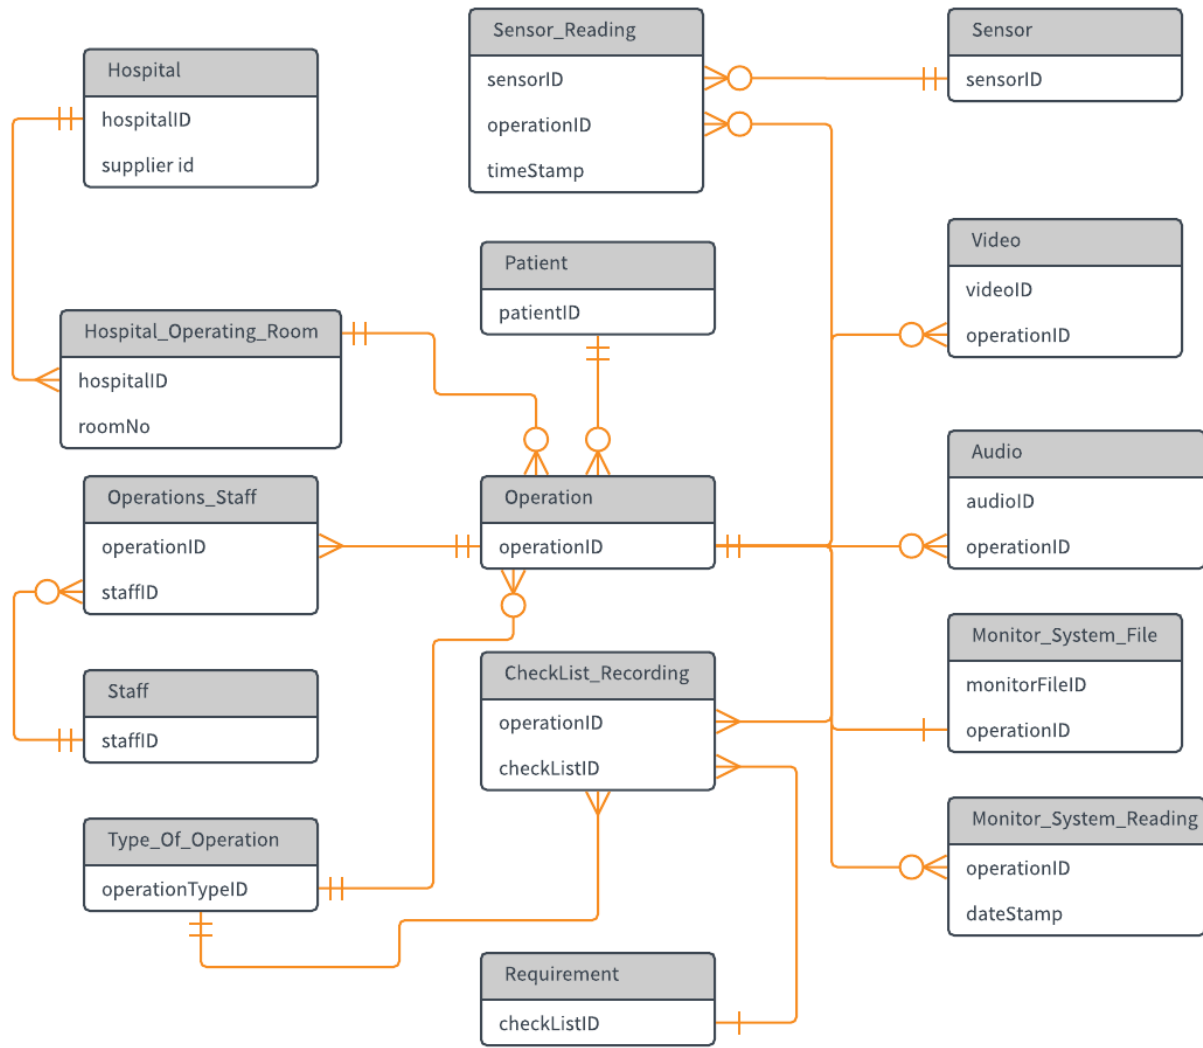 Hospital
hospitalID
supplier id
Sensor_Reading
sensorID
operationID
timeStamp
Sensor
sensorID
Patient
patientID
Video
videoID
operationID
Hospital_Operating_Room
hospitalID
roomNo
Operations_Staff
operationID
staffID
Operation
operationID
Audio
audioID
operationID
Staff
staffID
CheckList_Recording
operationID
checkListID
Monitor_System_File
monitorFileID
operationID
Type_Of_Operation
operationTypeID
Monitor_System_Reading
operationID
dateStamp
Requirement
checkListID